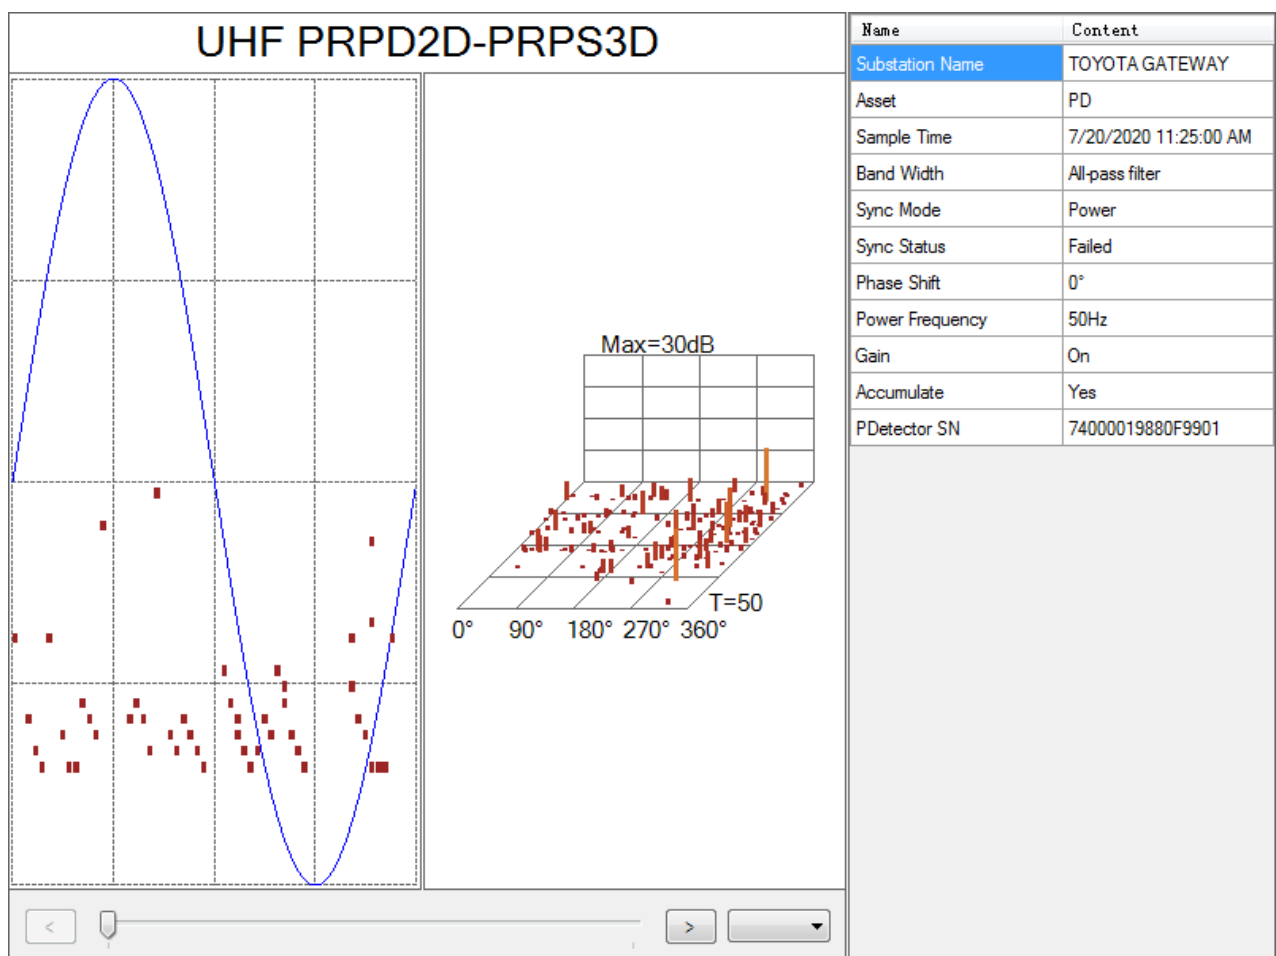 UHF PRPD2D-PRPS3D
Max=30dB
T=50
0° 90° 180° 270° 360°
< >
Name Content
Substation Name TOYOTA GATEWAY
Asset PD
Sample Time 7/20/2020 11:25:00 AM
Band Width All-pass filter
Sync Mode Power
Sync Status Failed
Phase Shift 0°
Power Frequency 50Hz
Gain On
Accumulate Yes
PDetector SN 74000019880F9901